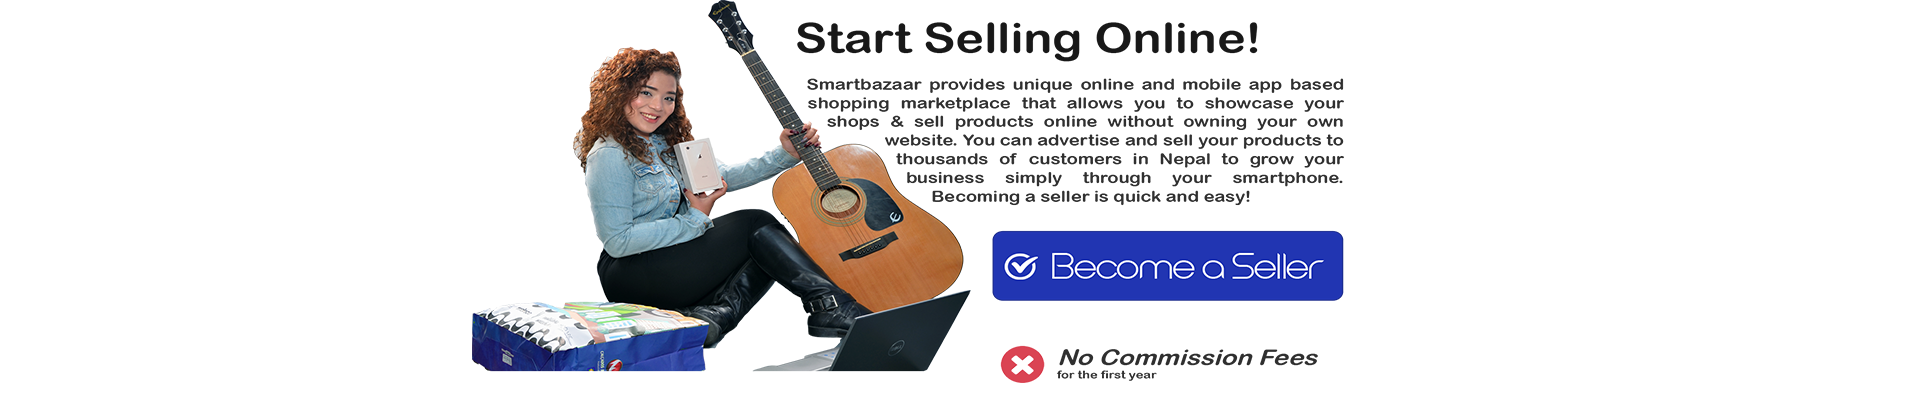 Start Selling Online!
Smartbazaar provides unique online and mobile app based
shopping marketplace that allows you to showcase your
shops & sell products online without owning your own
website. You can advertise and sell your products to
thousands of customers in Nepal to grow your
business simply through your smartphone.
Becoming a seller is quick and easy!
Become a Seller
No Commission Fees
for the first year
DELL